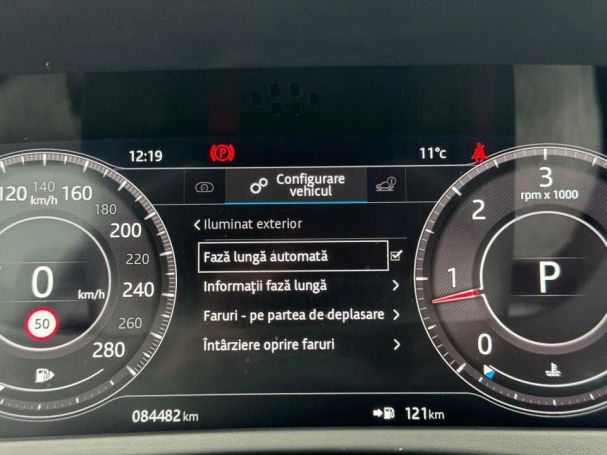 12:19
11°c
Configurare
vehicul
Iluminat exterior
Fază lungă automată
Informaţii fază lungă
Faruri - pe partea de deplasare
Întârziere oprire faruri
120
140
160
km/h
180
200
220
240
260
280
0
km/h
50
3
rpm x 1000
2
1
0
P
084482 km
121 km